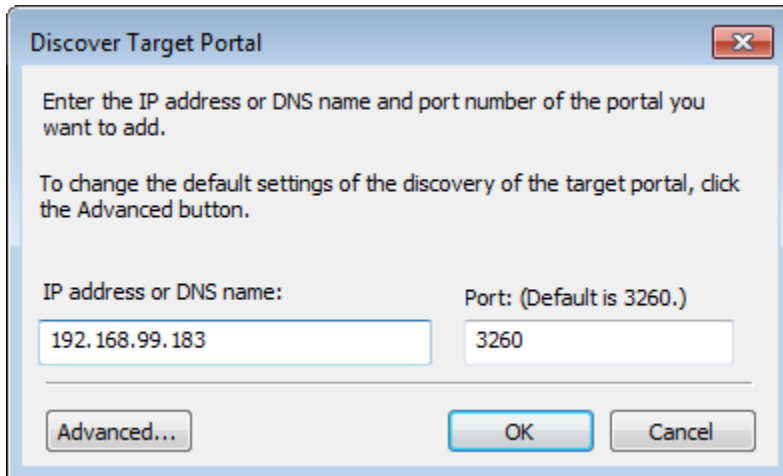 Discover Target Portal
Enter the IP address or DNS name and port number of the portal you
want to add.
To change the default settings of the discovery of the target portal, click
the Advanced button.
IP address or DNS name:
Port: (Default is 3260.)
192.168.99.183
3260
Advanced...
OK
Cancel